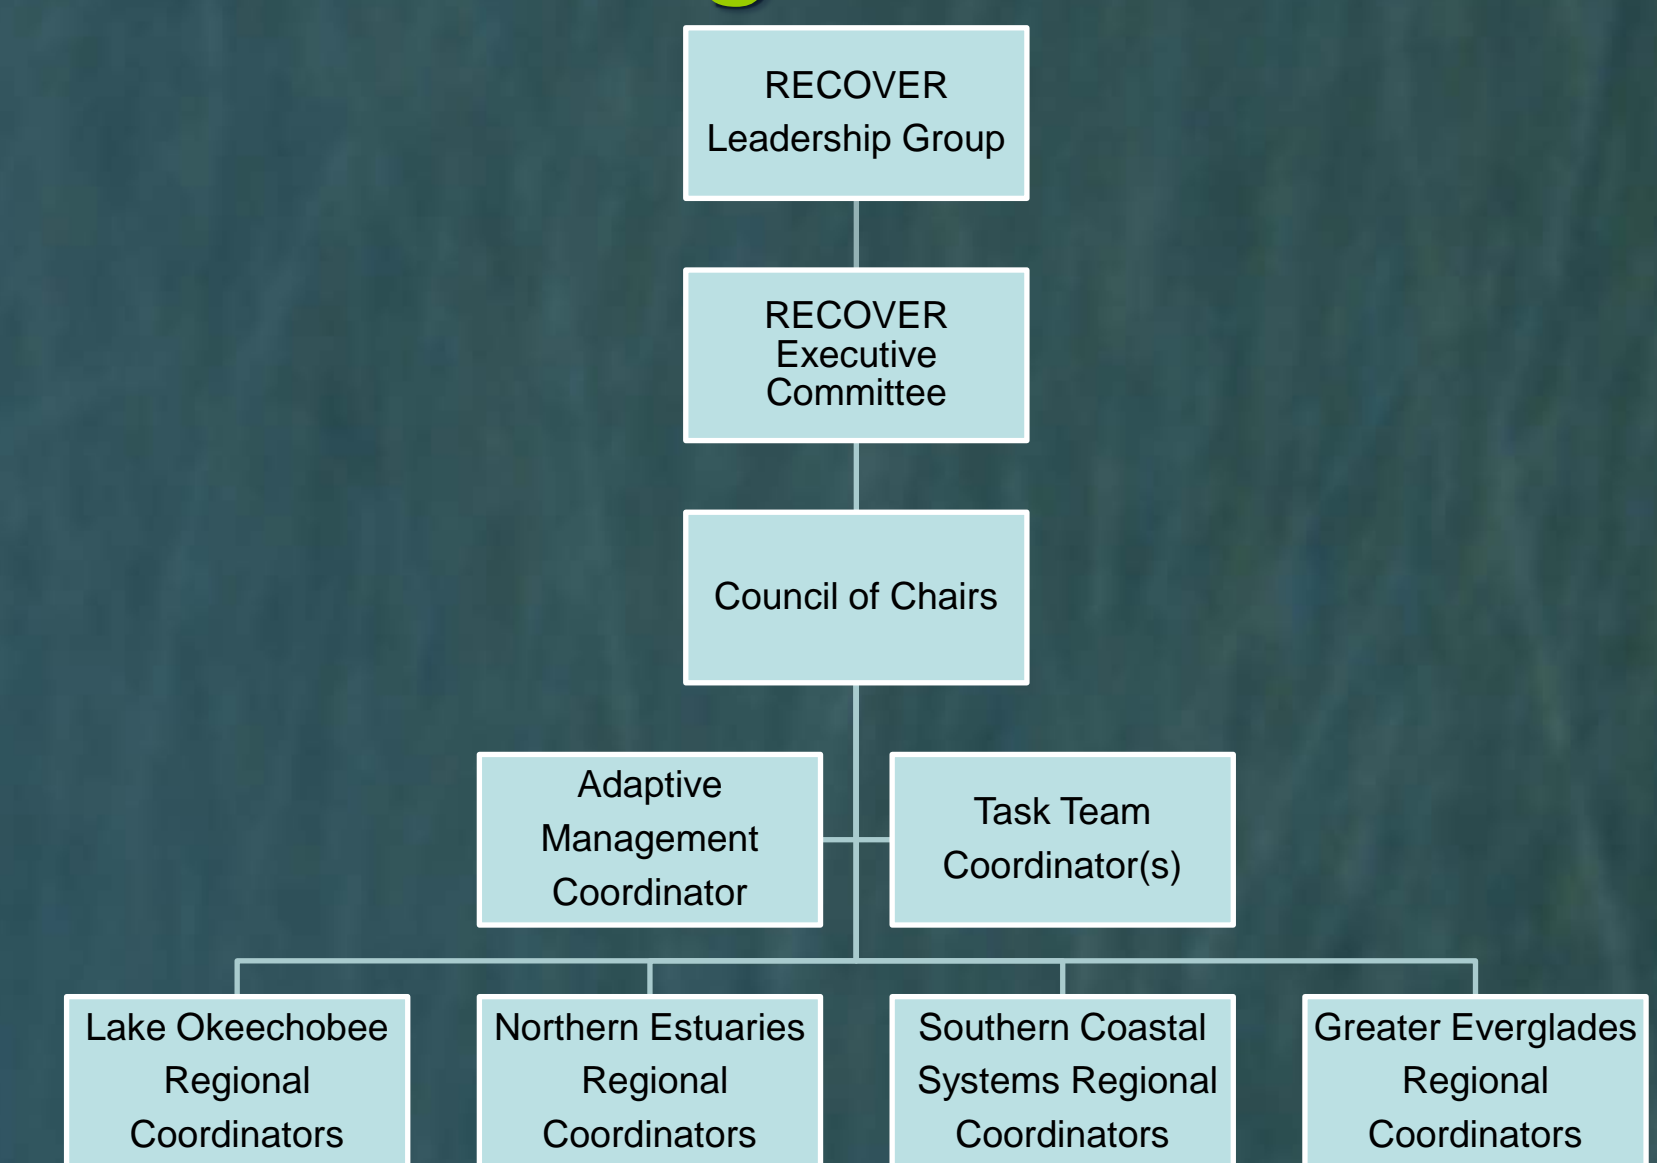 RECOVER
Leadership Group
RECOVER
Executive
Committee
Council of Chairs
Adaptive
Management
Coordinator
Task Team
Coordinator(s)
Lake Okeechobee
Regional
Coordinators
Northern Estuaries
Regional
Coordinators
Southern Coastal
Systems Regional
Coordinators
Greater Everglades
Regional
Coordinators